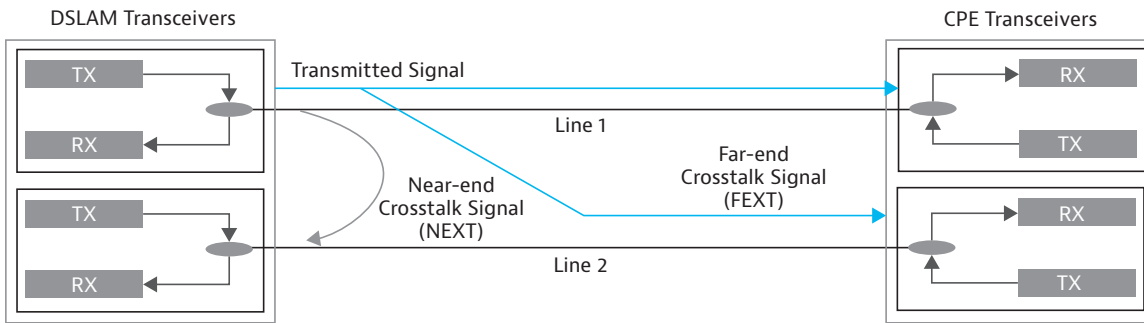 DSLAM Transceivers
CPE Transceivers
TX
Transmitted Signal
RX
Line 1
RX
TX
Far-end
Crosstalk Signal
(FEXT)
Near-end
Crosstalk Signal
(NEXT)
TX
RX
Line 2
RX
TX